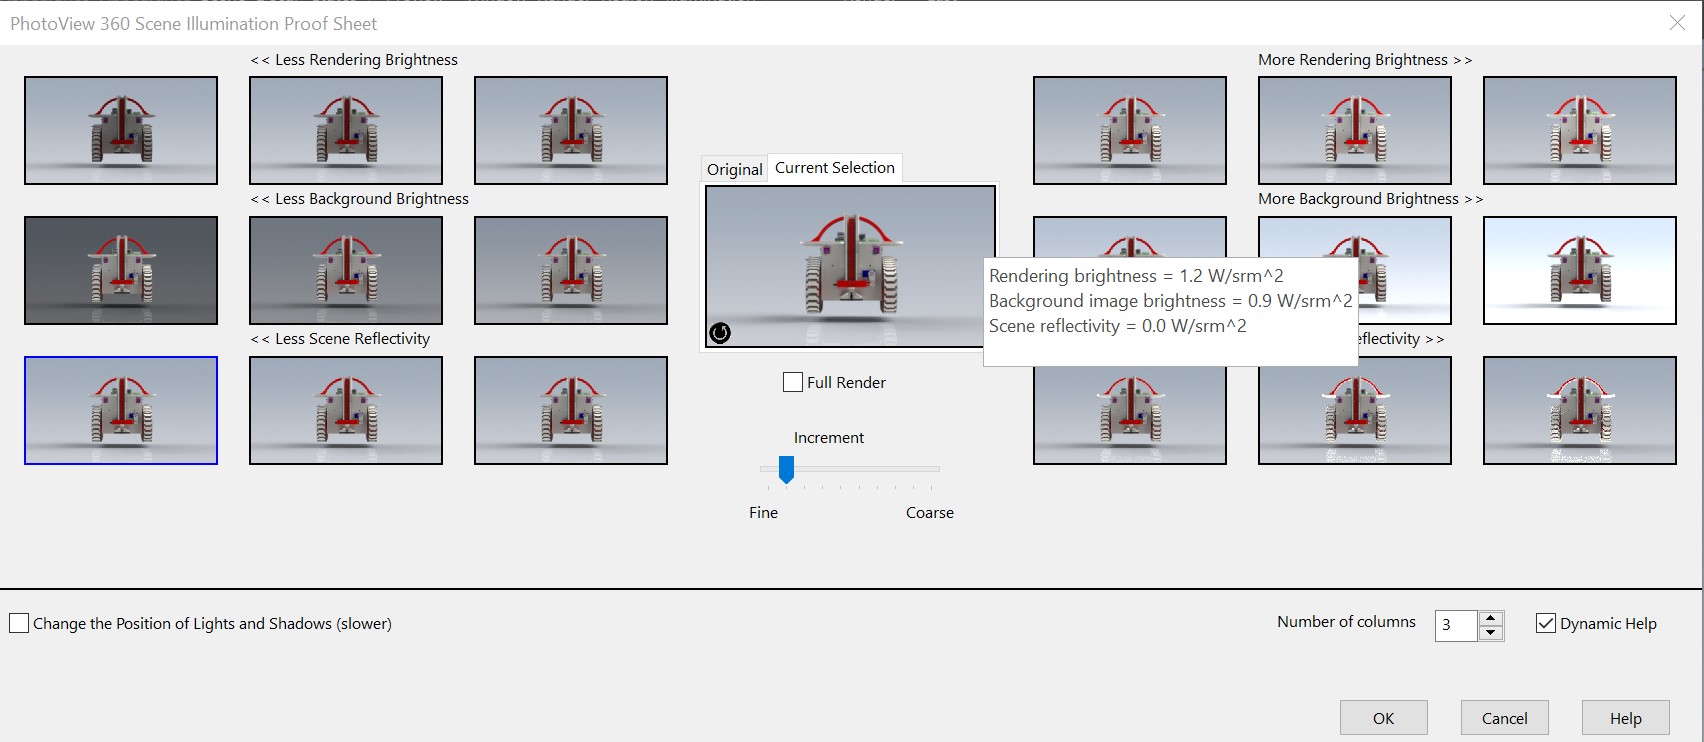 PhotoView 360 Scene Illumination Proof Sheet
<< Less Rendering Brightness
More Rendering Brightness >>
Original
Current Selection
<< Less Background Brightness
More Background Brightness >>
Rendering brightness = 1.2 W/srm^2
Background image brightness = 0.9 W/srm^2
Scene reflectivity = 0.0 W/srm^2
<< Less Scene Reflectivity
eflectivity >>
Full Render
Increment
Fine
Coarse
Change the Position of Lights and Shadows (slower)
Number of columns
3
Dynamic Help
OK
Cancel
Help